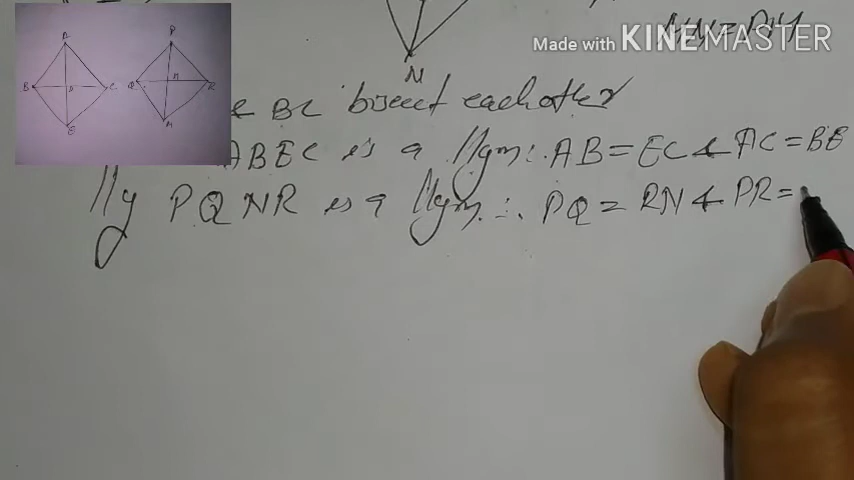 Made with KINEMASTER
N
& BC bisect each other
ABEC is a llgm ∴ AB = EC & AC = BE
lly PQNR is a llgm ∴ PQ = RN & PR =
A
B
D
C
E
P
Q
M
R